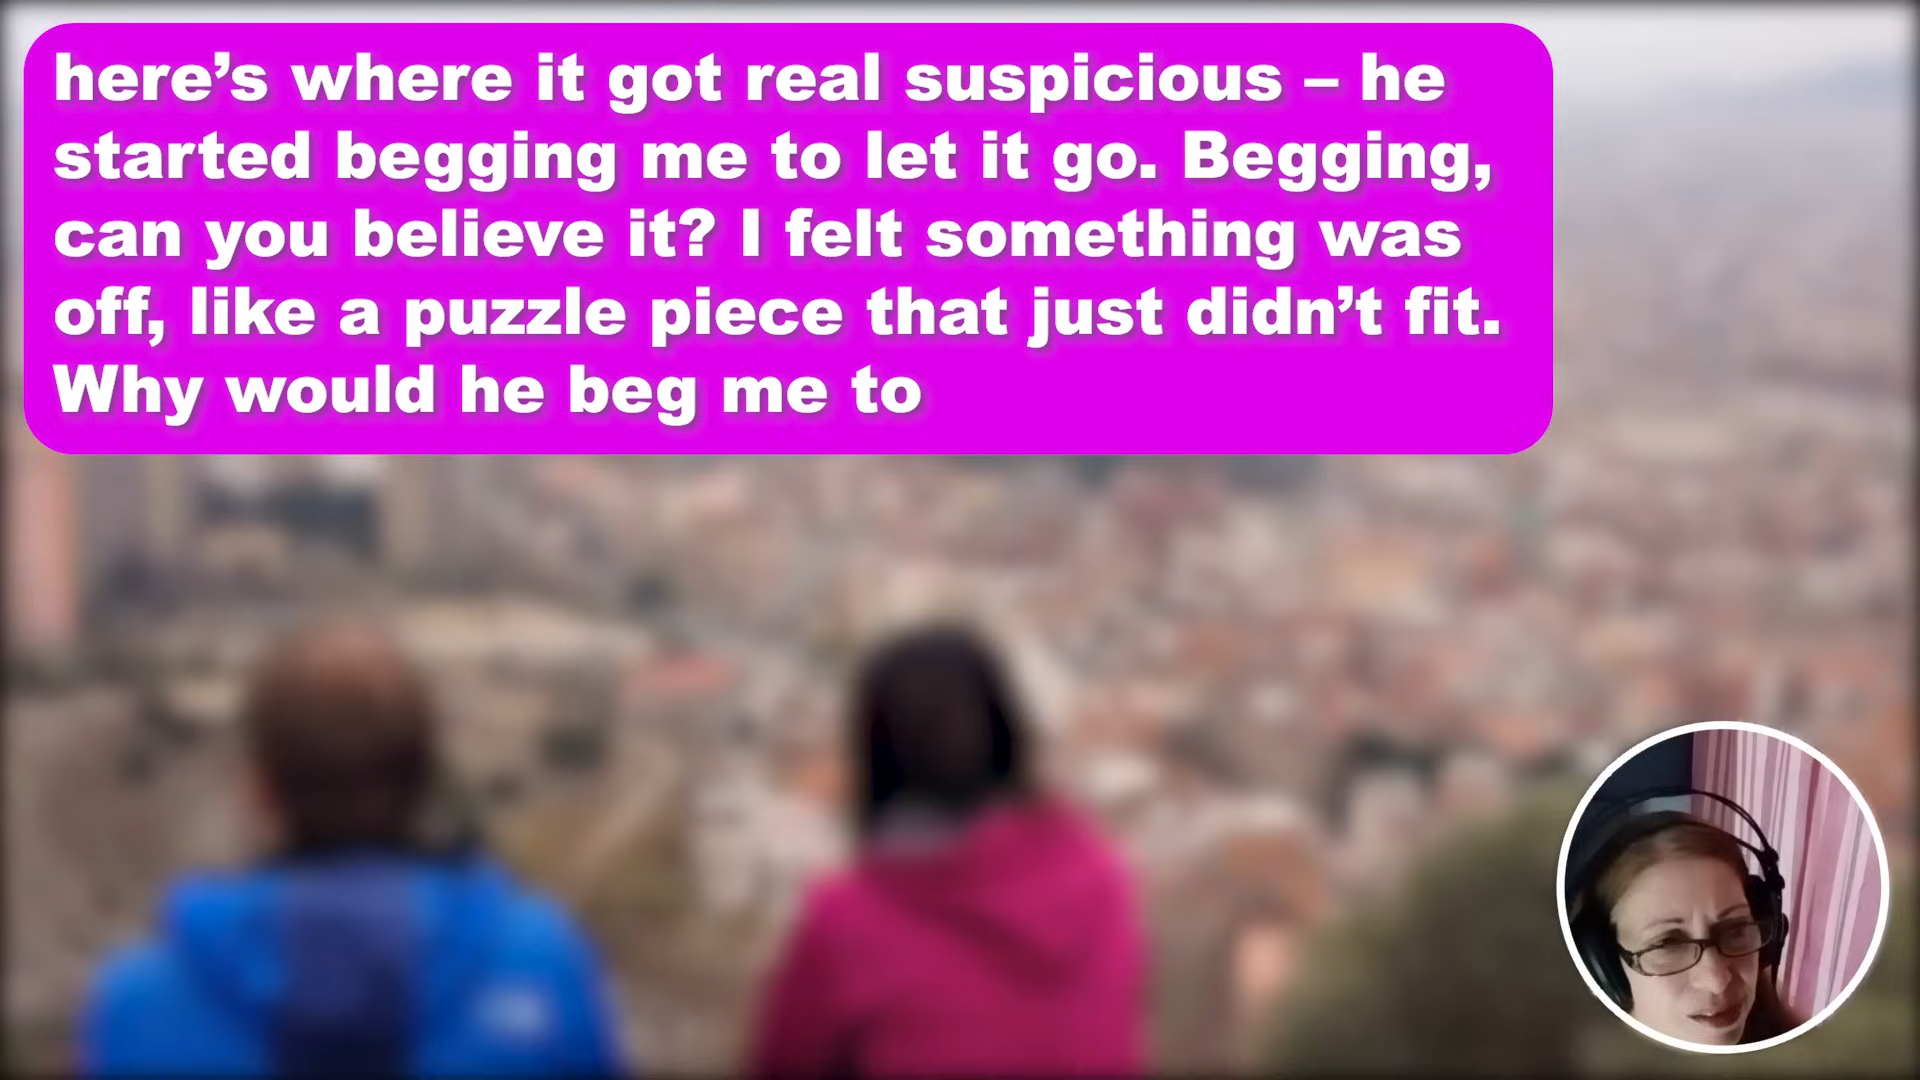 here’s where it got real suspicious – he
started begging me to let it go. Begging,
can you believe it? I felt something was
off, like a puzzle piece that just didn’t fit.
Why would he beg me to